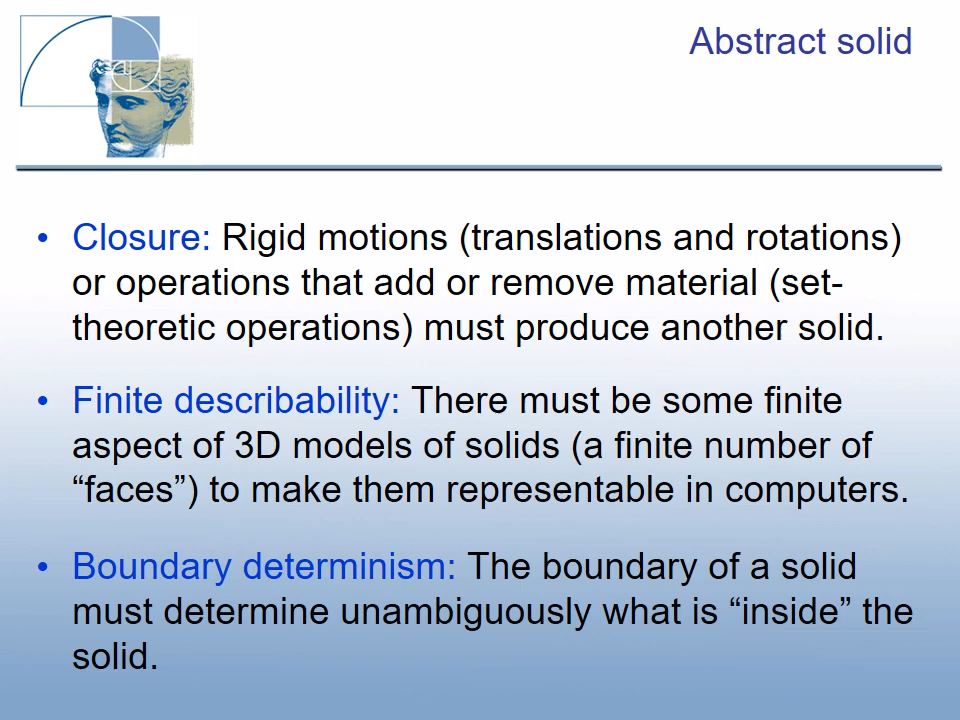 Abstract solid
• Closure: Rigid motions (translations and rotations)
or operations that add or remove material (set-
theoretic operations) must produce another solid.
• Finite describability: There must be some finite
aspect of 3D models of solids (a finite number of
“faces”) to make them representable in computers.
• Boundary determinism: The boundary of a solid
must determine unambiguously what is “inside” the
solid.